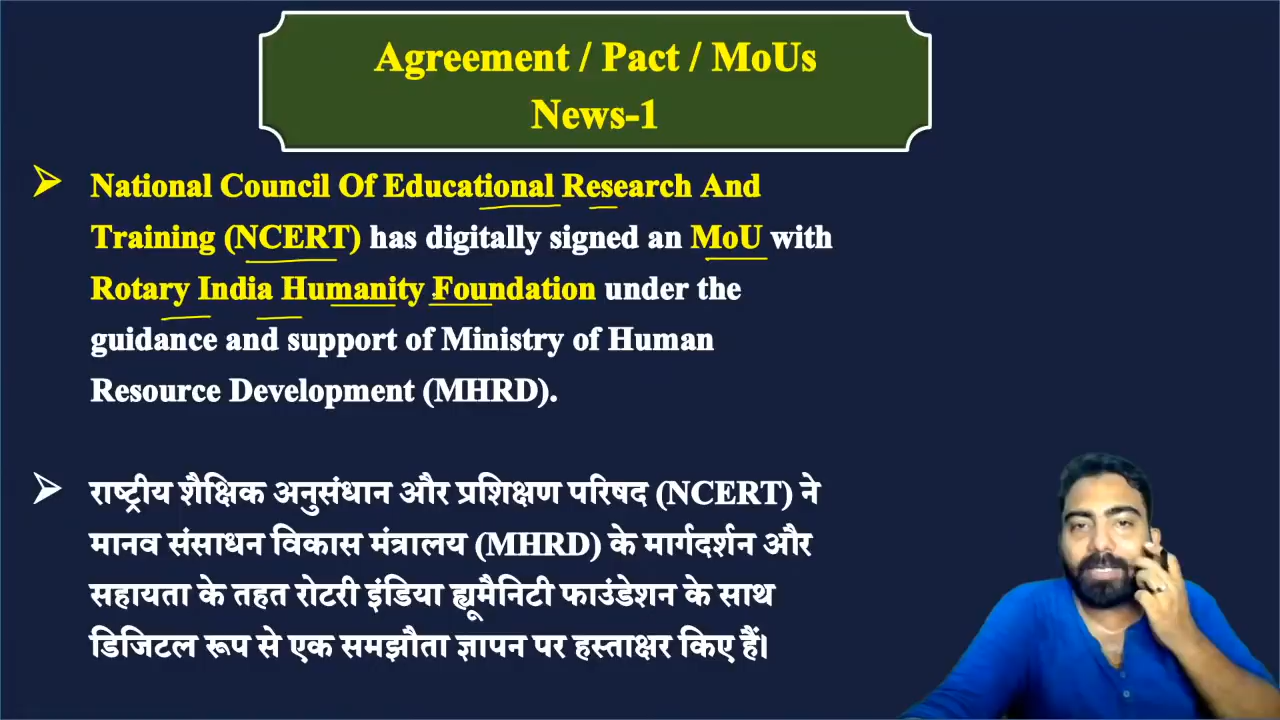 Agreement / Pact / MoUs
News-1
National Council Of Educational Research And
Training (NCERT) has digitally signed an MoU with
Rotary India Humanity Foundation under the
guidance and support of Ministry of Human
Resource Development (MHRD).
राष्ट्रीय शैक्षिक अनुसंधान और प्रशिक्षण परिषद (NCERT) ने
मानव संसाधन विकास मंत्रालय (MHRD) के मार्गदर्शन और
सहायता के तहत रोटरी इंडिया ह्यूमैनिटी फाउंडेशन के साथ
डिजिटल रूप से एक समझौता ज्ञापन पर हस्ताक्षर किए हैं।